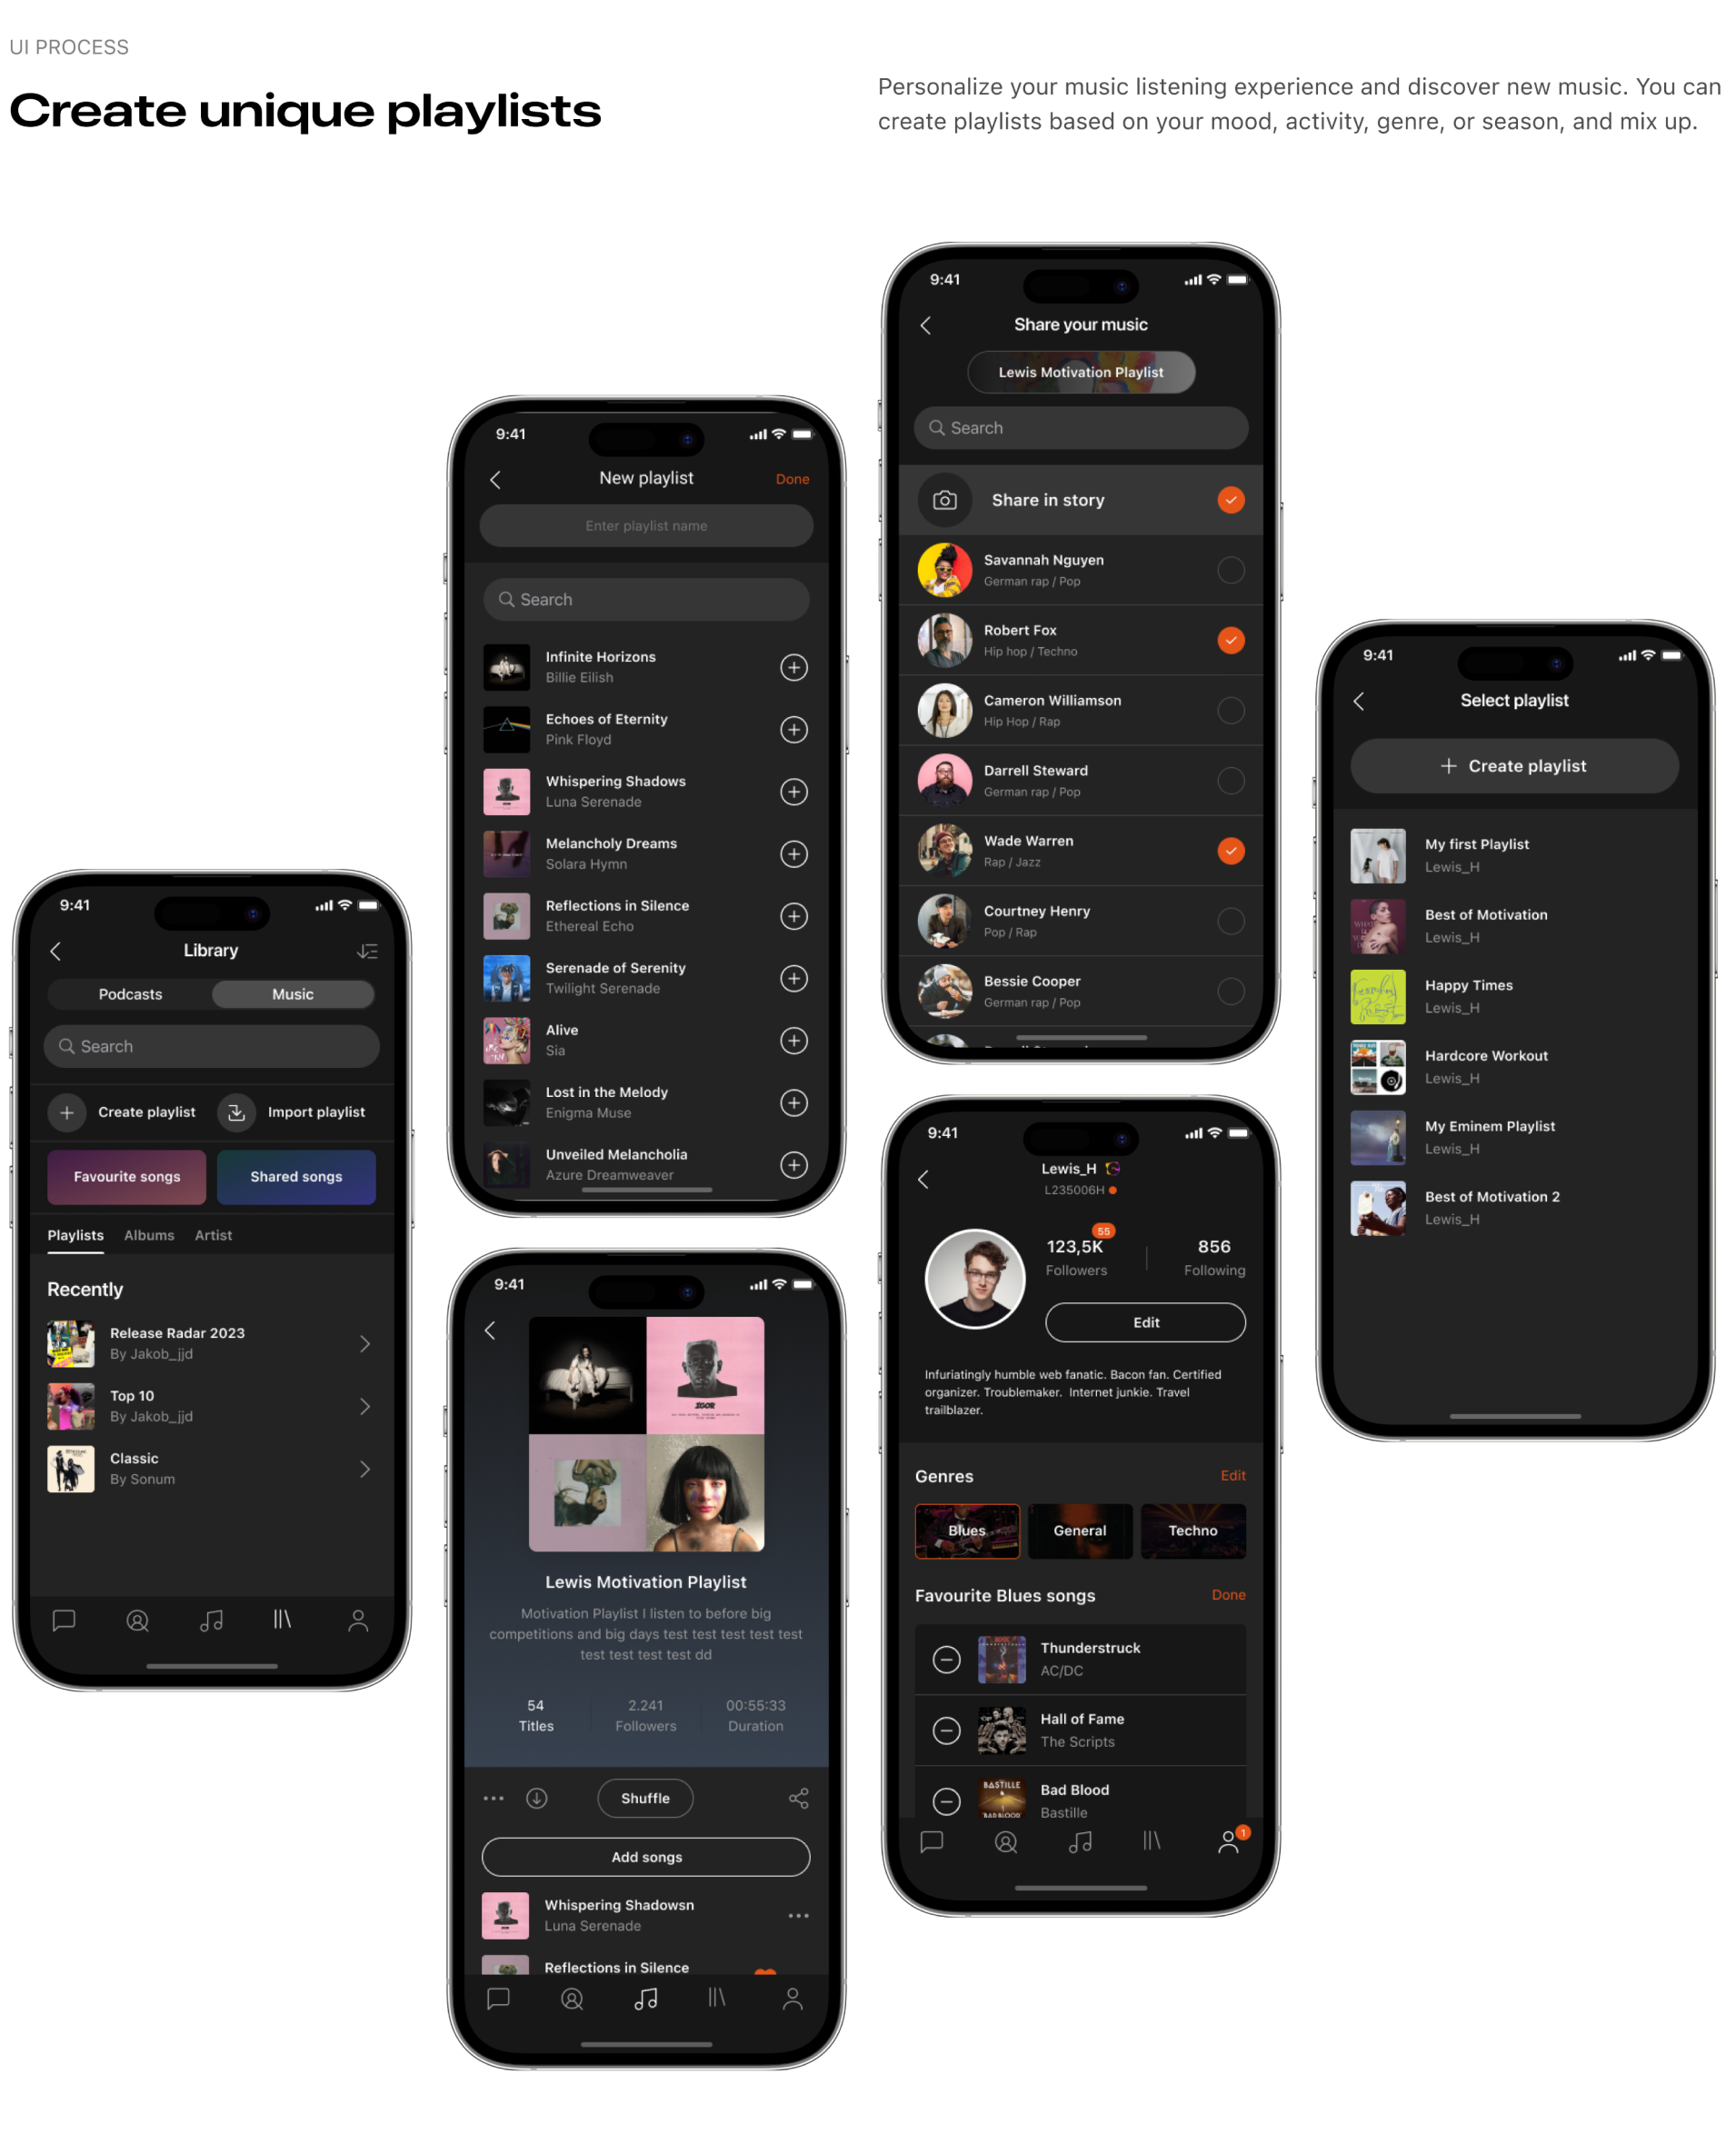 UI PROCESS
Create unique playlists
Personalize your music listening experience and discover new music. You can
create playlists based on your mood, activity, genre, or season, and mix up.
9:41
Library
Podcasts
Music
Search
Create playlist
Import playlist
Favourite songs
Shared songs
Playlists
Albums
Artist
Recently
Release Radar 2023
By Jakob_jjd
Top 10
By Jakob_jjd
Classic
By Sonum
9:41
New playlist
Done
Enter playlist name
Search
Infinite Horizons
Billie Eilish
Echoes of Eternity
Pink Floyd
Whispering Shadows
Luna Serenade
Melancholy Dreams
Solara Hymn
Reflections in Silence
Ethereal Echo
Serenade of Serenity
Twilight Serenade
Alive
Sia
Lost in the Melody
Enigma Muse
Unveiled Melancholia
Azure Dreamweaver
9:41
IGOR
Lewis Motivation Playlist
Motivation Playlist I listen to before big
competitions and big days test test test test test
test test test test dd
54
Titles
2.241
Followers
00:55:33
Duration
Shuffle
Add songs
Whispering Shadowsn
Luna Serenade
Reflections in Silence
9:41
Share your music
Lewis Motivation Playlist
Search
Share in story
Savannah Nguyen
German rap / Pop
Robert Fox
Hip hop / Techno
Cameron Williamson
Hip Hop / Rap
Darrell Steward
German rap / Pop
Wade Warren
Rap / Jazz
Courtney Henry
Pop / Rap
Bessie Cooper
German rap / Pop
9:41
Lewis_H
L235006H
55
123,5K
Followers
856
Following
Edit
Infuriatingly humble web fanatic. Bacon fan. Certified
organizer. Troublemaker. Internet junkie. Travel
trailblazer.
Genres
Edit
Blues
General
Techno
Favourite Blues songs
Done
Thunderstruck
AC/DC
Hall of Fame
The Scripts
BASTILLE
BAD BLOOD
Bad Blood
Bastille
1
9:41
Select playlist
Create playlist
My first Playlist
Lewis_H
Best of Motivation
Lewis_H
Happy Times
Lewis_H
Hardcore Workout
Lewis_H
My Eminem Playlist
Lewis_H
Best of Motivation 2
Lewis_H